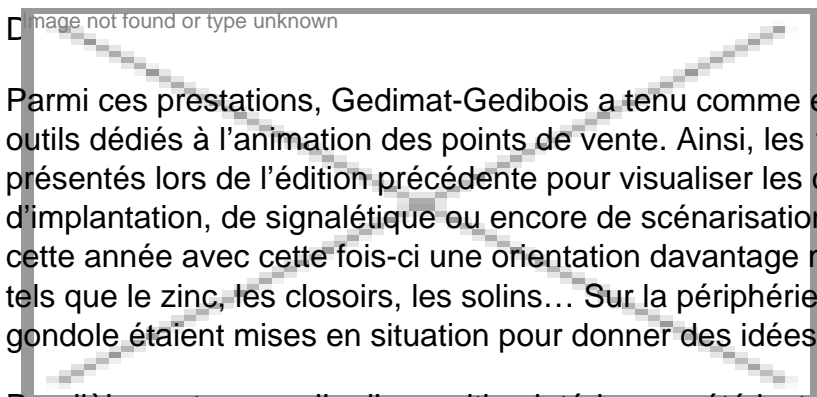 Image not found or type unknown
Parmi ces prestations, Gedimat-Gedibois a tenu comme
outils dédiés à l’animation des points de vente. Ainsi, les
présentés lors de l’édition précédente pour visualiser les
d’implantation, de signalétique ou encore de scénarisation
cette année avec cette fois-ci une orientation davantage
tels que le zinc, les closoirs, les solins… Sur la périphérie
gondole étaient mises en situation pour donner des idées